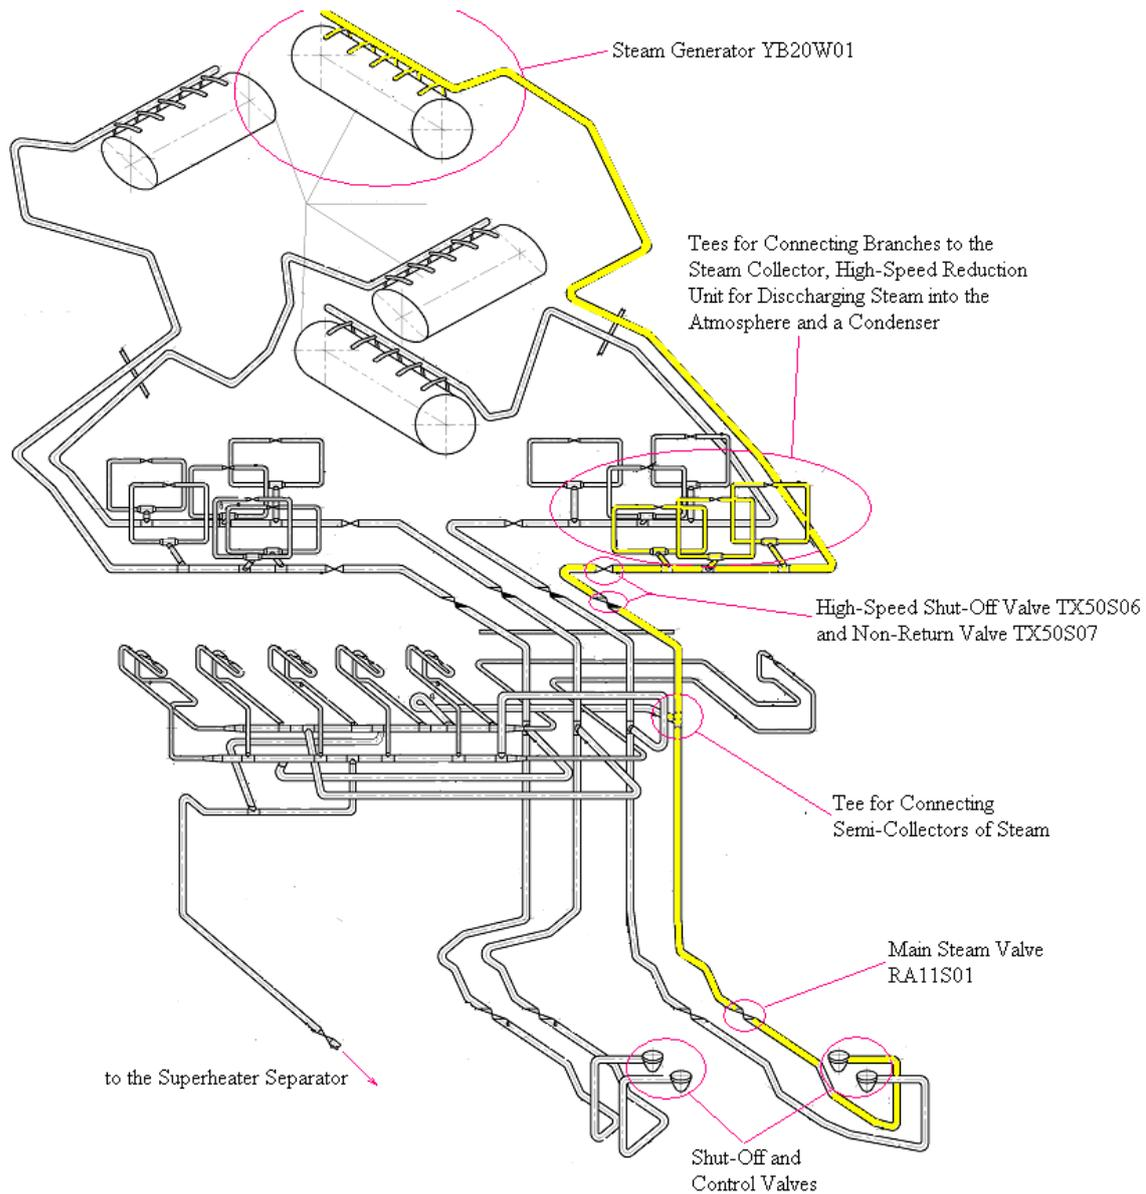 Steam Generator YB20W01
Tees for Connecting Branches to the
Steam Collector, High-Speed Reduction
Unit for Disccharging Steam into the
Atmosphere and a Condenser
High-Speed Shut-Off Valve TX50S06
and Non-Return Valve TX50S07
Tee for Connecting
Semi-Collectors of Steam
Main Steam Valve
RA11S01
to the Superheater Separator
Shut-Off and
Control Valves